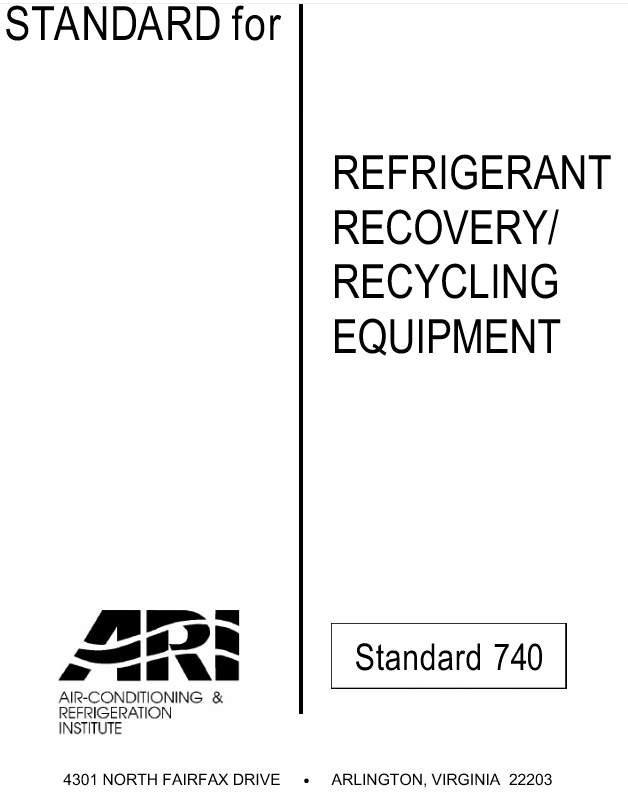 STANDARD for
REFRIGERANT
RECOVERY/
RECYCLING
EQUIPMENT
ARI
AIR-CONDITIONING &
REFRIGERATION
INSTITUTE
Standard 740
4301 NORTH FAIRFAX DRIVE • ARLINGTON, VIRGINIA 22203